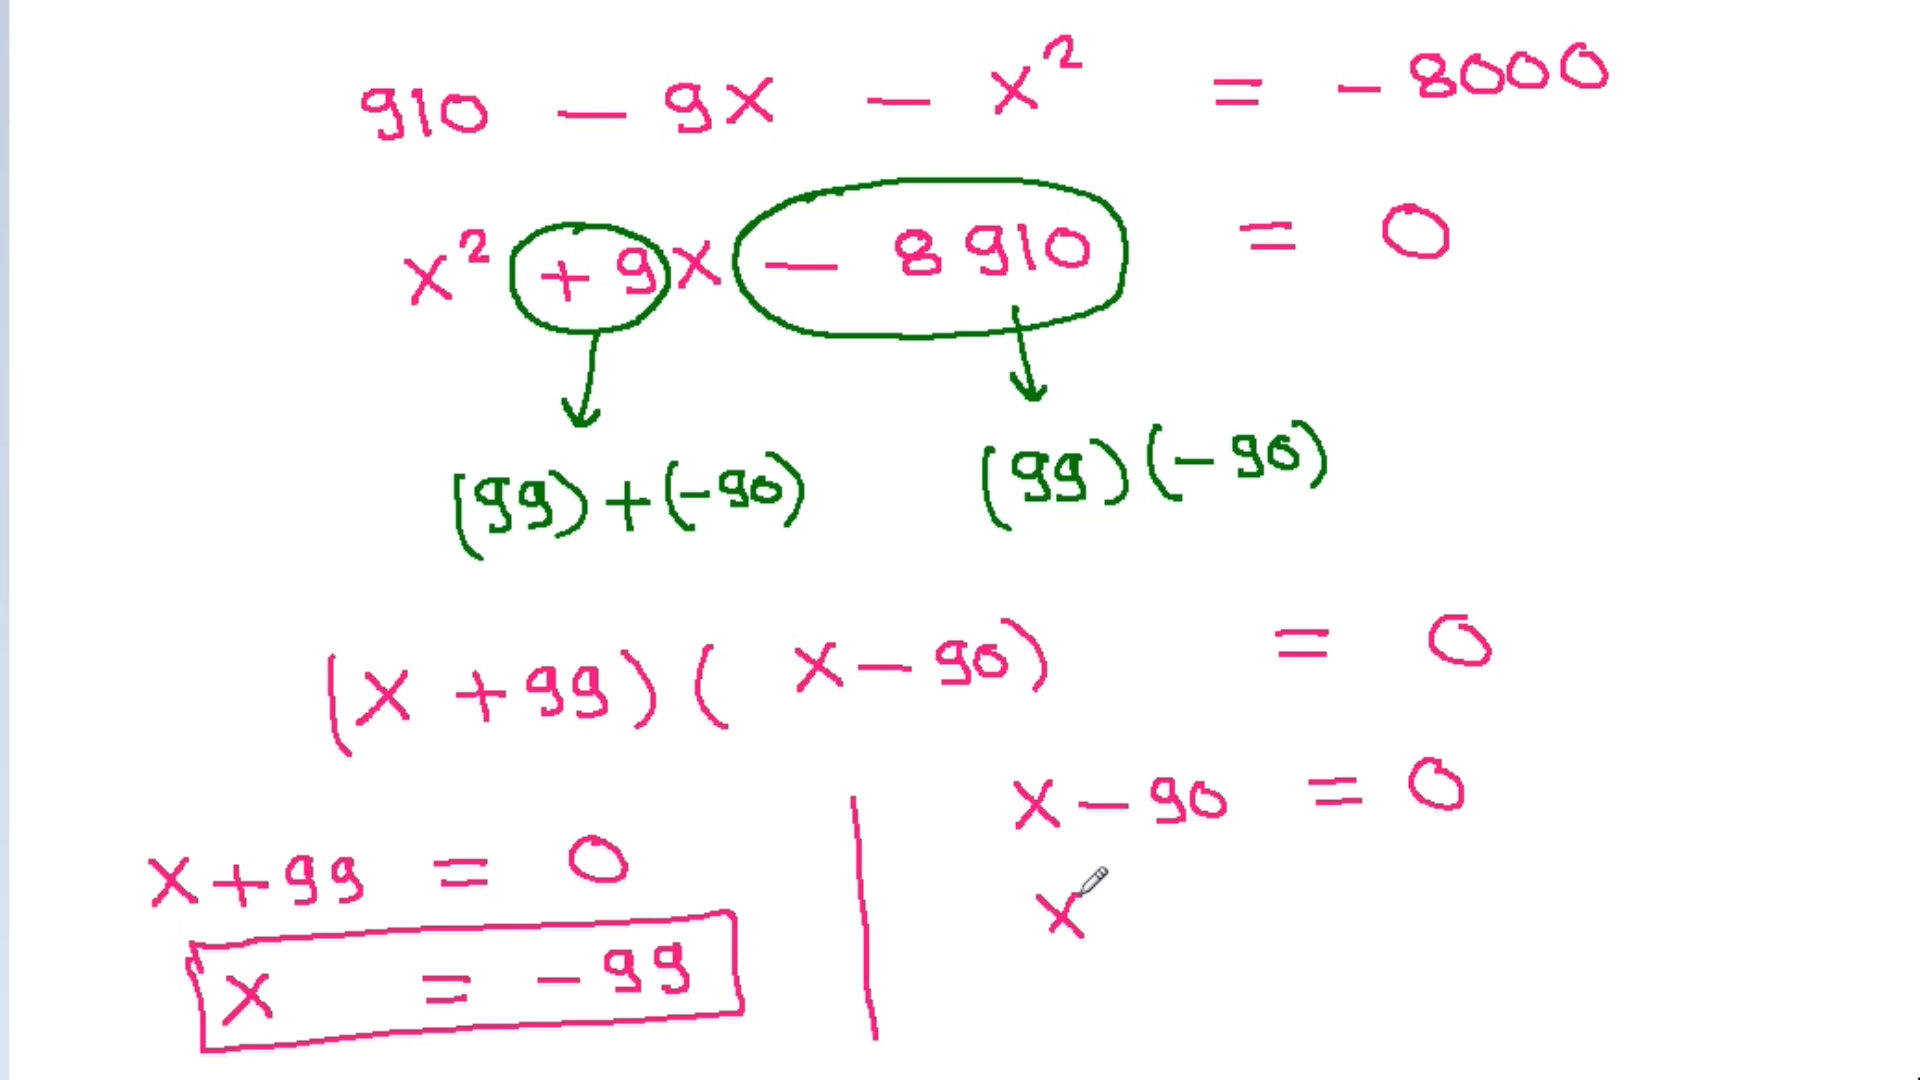 910 - 9x - x² = - 8000
x² + 9x - 8910 = 0
(99) + (-90) (99)(-90)
(x + 99)( x - 90) = 0
x - 90 = 0
x + 99 = 0
x
x = - 99